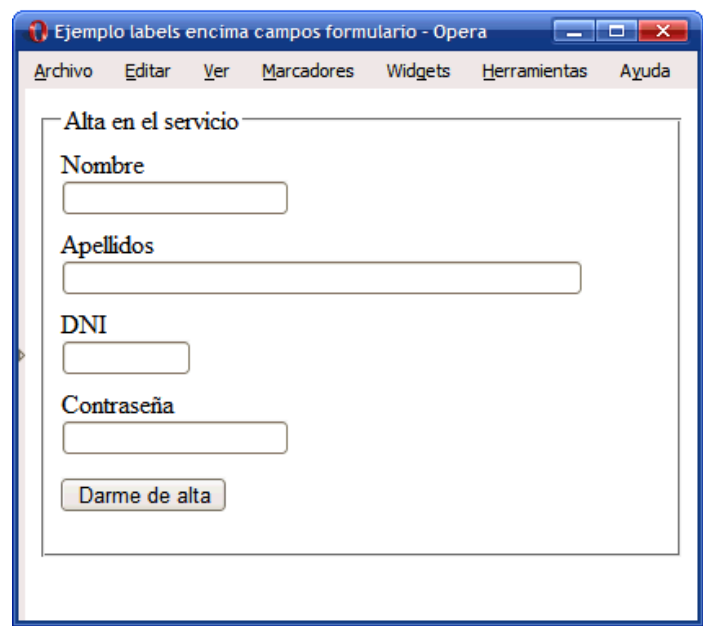 Ejemplo labels encima campos formulario - Opera
Archivo Editar Ver Marcadores Widgets Herramientas Ayuda
Alta en el servicio
Nombre
Apellidos
DNI
Contraseña
Darme de alta